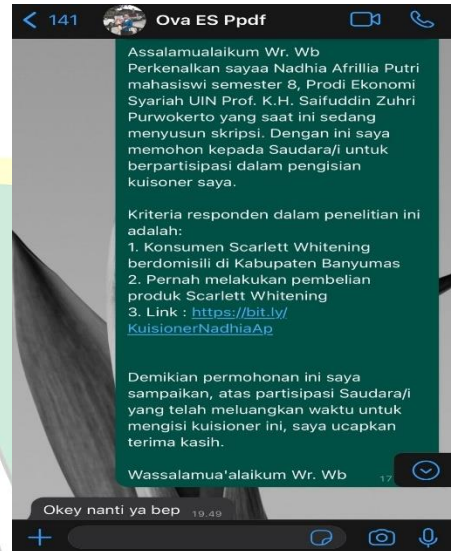 141 Ova ES Ppdf
Assalamualaikum Wr. Wb
Perkenalkan sayaa Nadhia Afrillia Putri
mahasiswi semester 8, Prodi Ekonomi
Syariah UIN Prof. K.H. Saifuddin Zuhri
Purwokerto yang saat ini sedang
menyusun skripsi. Dengan ini saya
memohon kepada Saudara/i untuk
berpartisipasi dalam pengisian
kuisoner saya.
Kriteria responden dalam penelitian ini
adalah:
1. Konsumen Scarlett Whitening
berdomisili di Kabupaten Banyumas
2. Pernah melakukan pembelian
produk Scarlett Whitening
3. Link : https://bit.ly/
KuisionerNadhiaAp
Demikian permohonan ini saya
sampaikan, atas partisipasi Saudara/i
yang telah meluangkan waktu untuk
mengisi kuisioner ini, saya ucapkan
terima kasih.
Wassalamua'alaikum Wr. Wb 17
Okey nanti ya bep 19.49